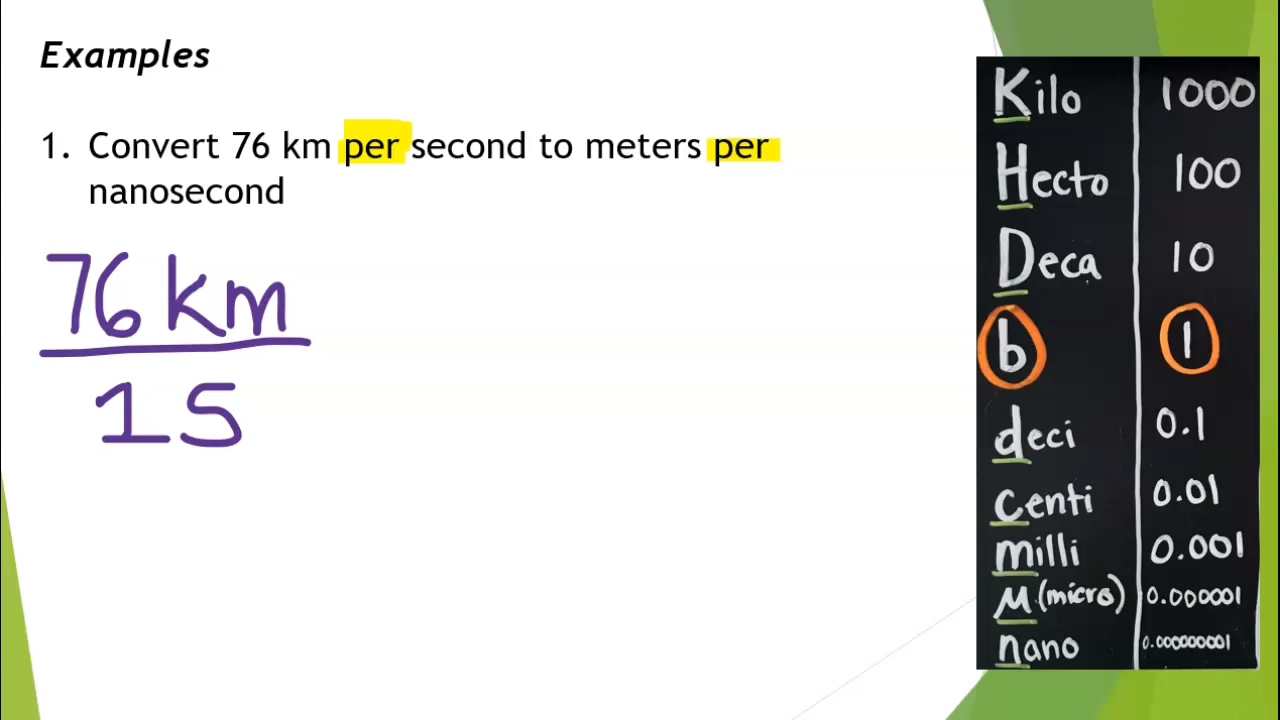 Examples
1. Convert 76 km per second to meters per
nanosecond
76 km
1s
Kilo 1000
Hecto 100
Deca 10
b 1
deci 0.1
centi 0.01
milli 0.001
μ (micro) 0.000001
nano 0.000000001